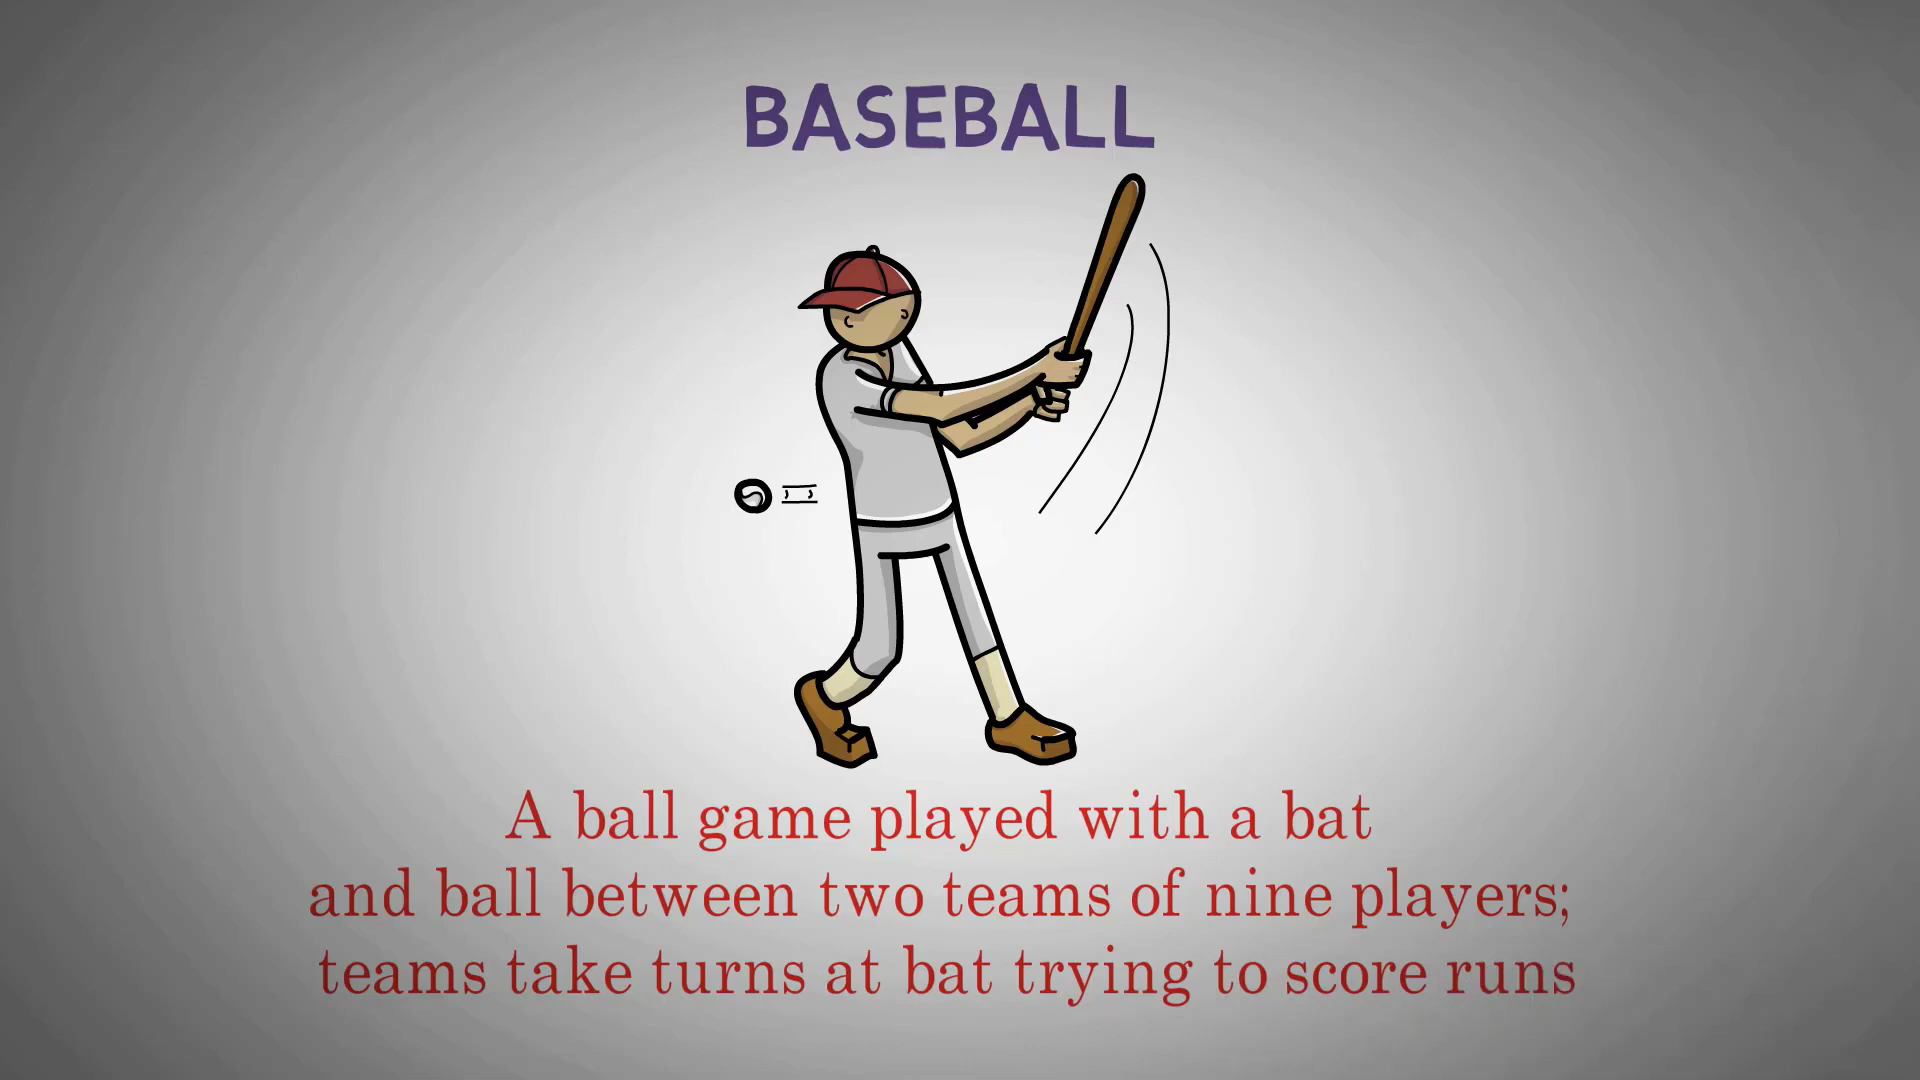 BASEBALL
A ball game played with a bat
and ball between two teams of nine players;
teams take turns at bat trying to score runs